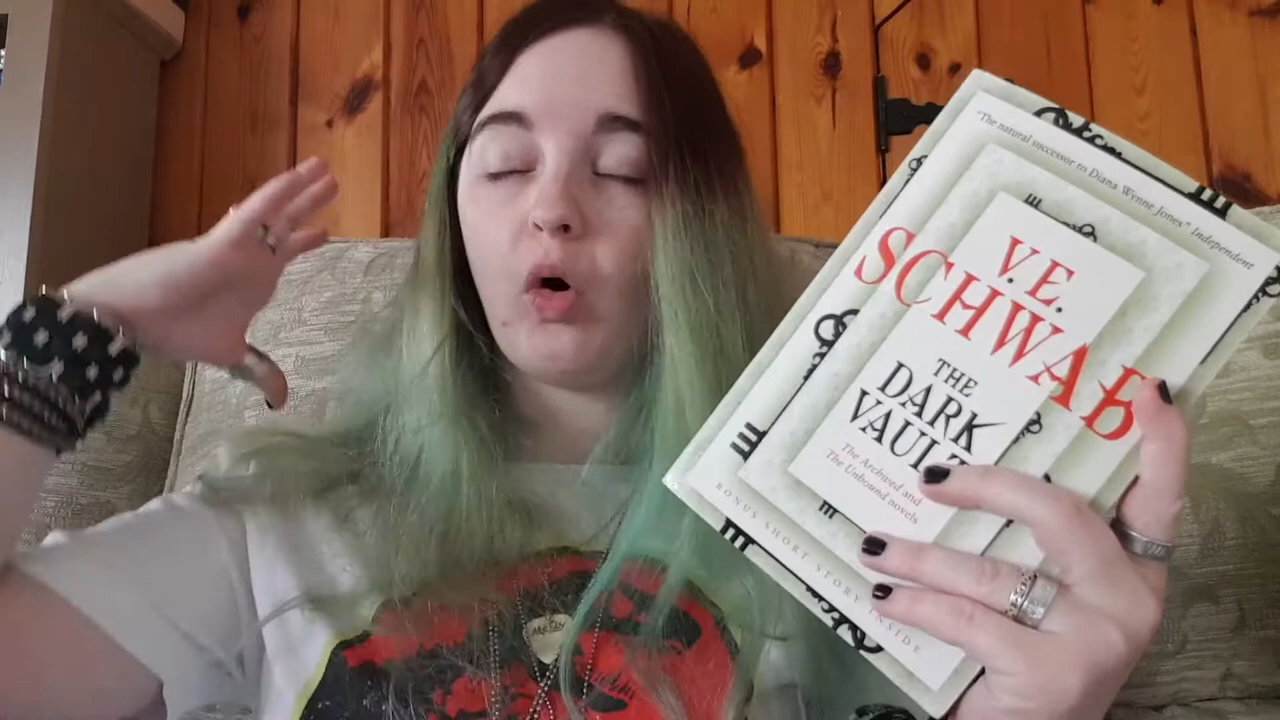 "The natural successor to Diana Wynne Jones" Independent
V.E.
SCHWAB
THE
DARK
VAULT
The Archived and
The Unbound novels
BONUS SHORT STORY INSIDE